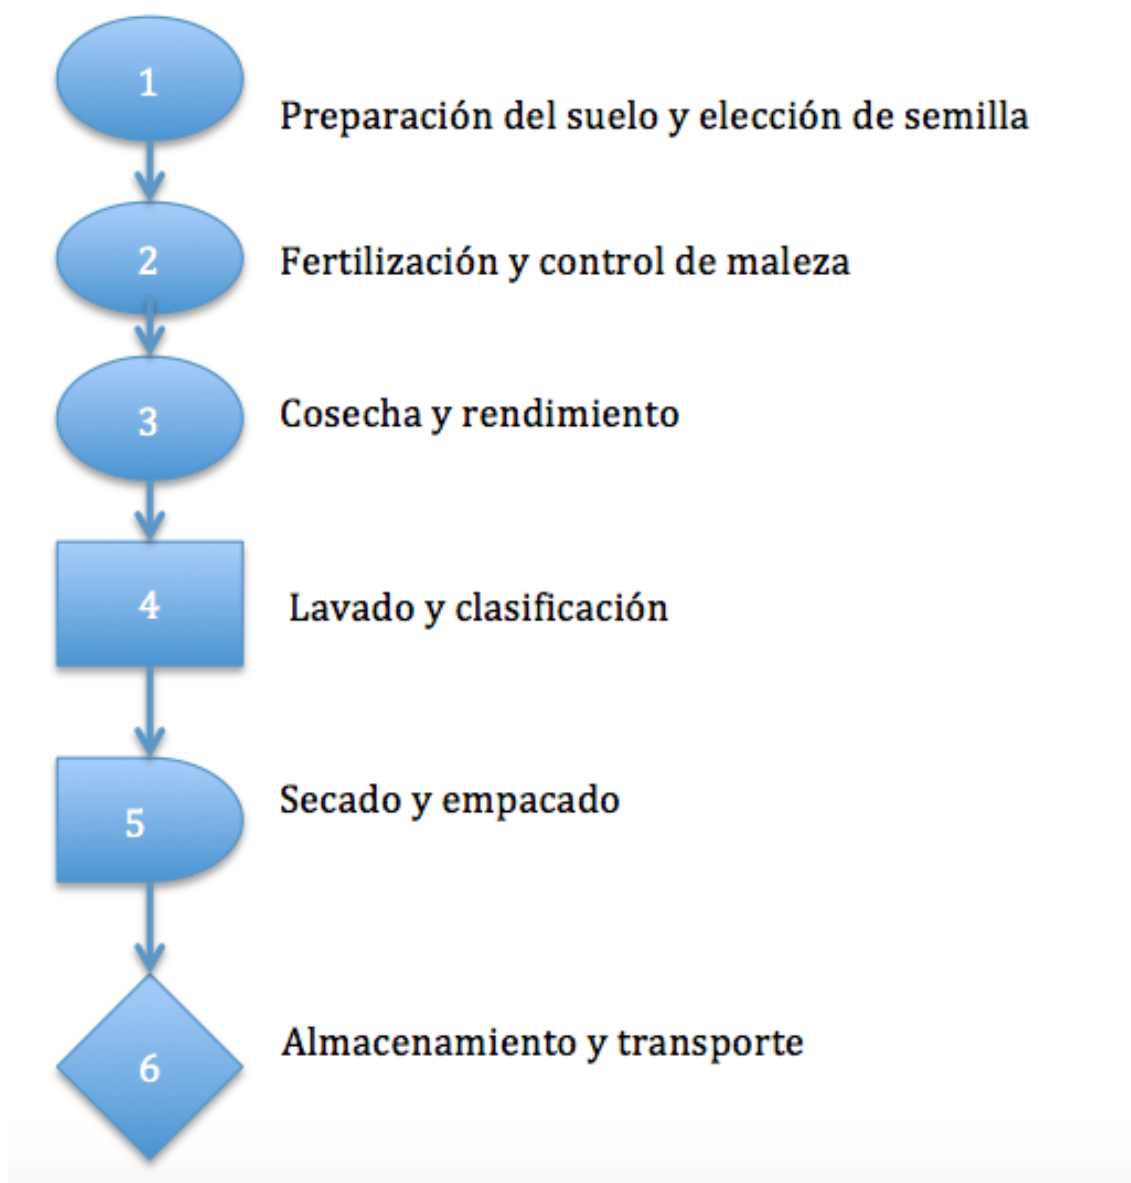 1
Preparación del suelo y elección de semilla
2
Fertilización y control de maleza
3
Cosecha y rendimiento
4
Lavado y clasificación
5
Secado y empacado
6
Almacenamiento y transporte